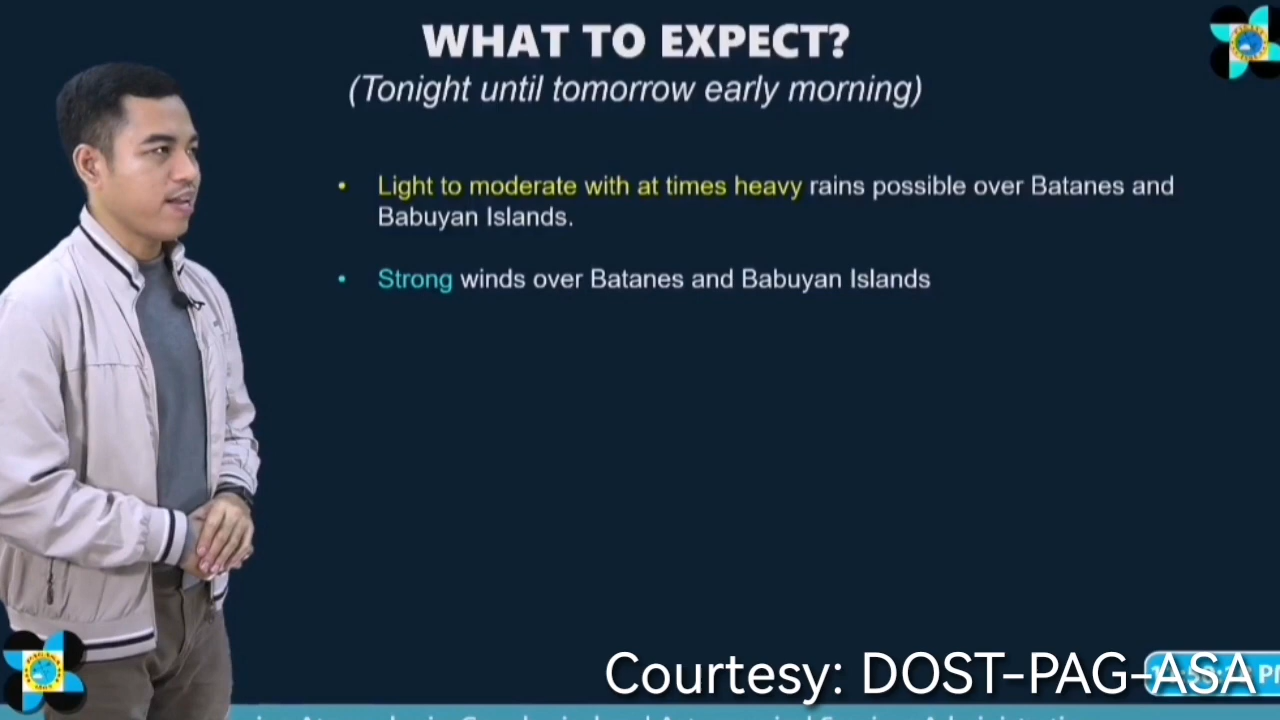 WHAT TO EXPECT?
(Tonight until tomorrow early morning)
• Light to moderate with at times heavy rains possible over Batanes and
Babuyan Islands.
• Strong winds over Batanes and Babuyan Islands
Courtesy: DOST-PAG-ASA